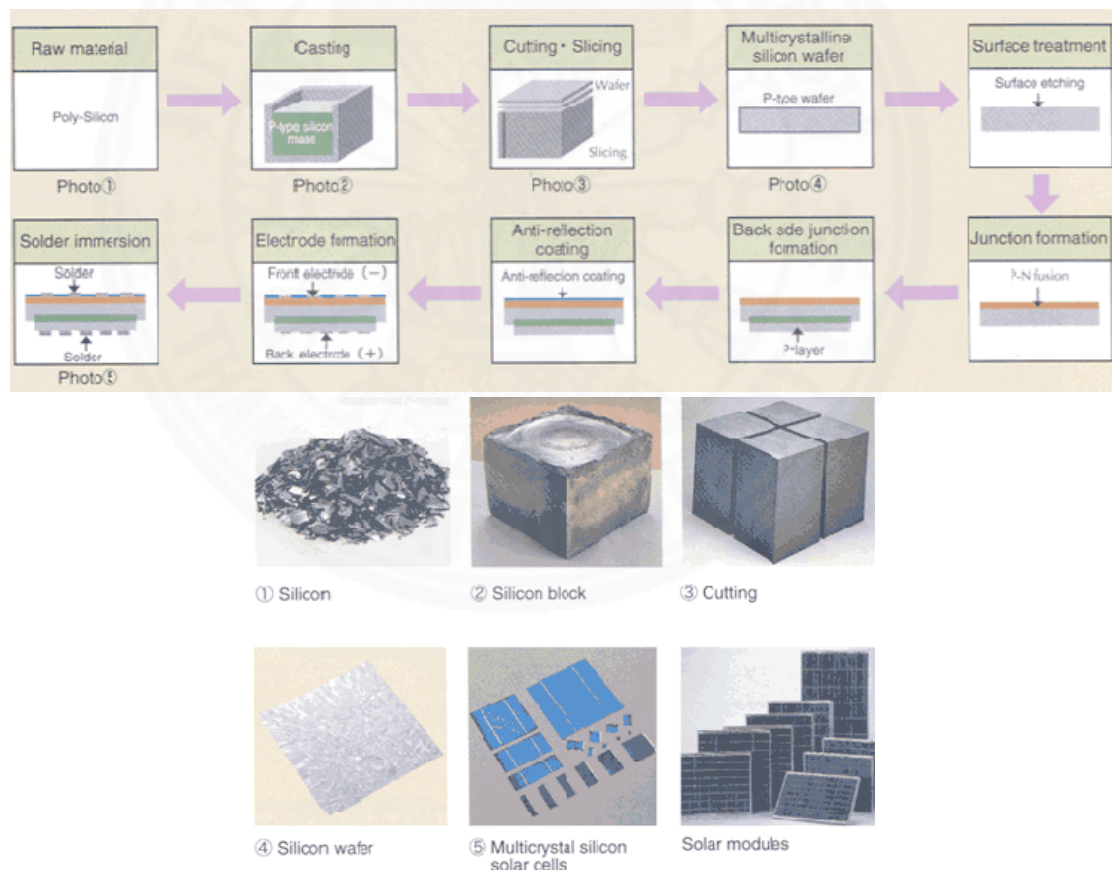 Raw material
Poly-Silicon
Photo①
Casting
P-type silicon
mass
Photo②
Cutting・Slicing
Wafer
Slicing
Photo③
Multicrystalline
silicon wafer
P-type wafer
Proto④
Surface treatment
Surface etching
Solder immersion
Solder
Solder
Photo⑤
Electrode formation
Front electride (−)
Back electrode (+)
Anti-reflection
coating
Anti-reflection coating
Back side junction
formation
P+layer
Junction formation
P-N fusion
① Silicon
② Silicon block
③ Cutting
④ Silicon wafer
⑤ Multicrystal silicon
solar cells
Solar modules